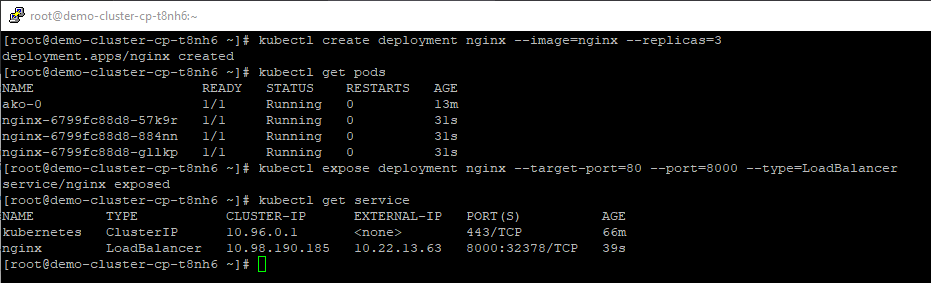 root@demo-cluster-cp-t8nh6:~
[root@demo-cluster-cp-t8nh6 ~]# kubectl create deployment nginx --image=nginx --replicas=3
deployment.apps/nginx created
[root@demo-cluster-cp-t8nh6 ~]# kubectl get pods
NAME                     READY   STATUS    RESTARTS   AGE
ako-0                    1/1     Running   0          13m
nginx-6799fc88d8-57k9r   1/1     Running   0          31s
nginx-6799fc88d8-884nn   1/1     Running   0          31s
nginx-6799fc88d8-gllkp   1/1     Running   0          31s
[root@demo-cluster-cp-t8nh6 ~]# kubectl expose deployment nginx --target-port=80 --port=8000 --type=LoadBalancer
service/nginx exposed
[root@demo-cluster-cp-t8nh6 ~]# kubectl get service
NAME         TYPE           CLUSTER-IP      EXTERNAL-IP   PORT(S)          AGE
kubernetes   ClusterIP      10.96.0.1       <none>        443/TCP          66m
nginx        LoadBalancer   10.98.190.185   10.22.13.63   8000:32378/TCP   39s
[root@demo-cluster-cp-t8nh6 ~]#